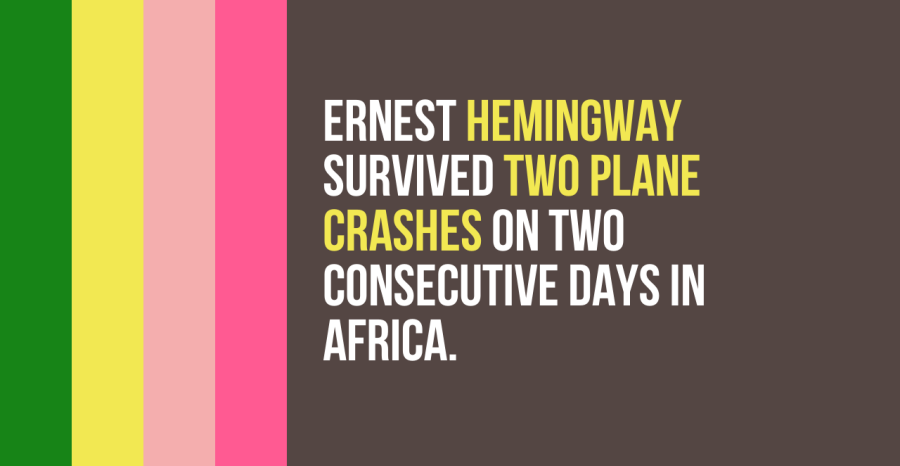 ERNEST HEMINGWAY
SURVIVED TWO PLANE
CRASHES ON TWO
CONSECUTIVE DAYS IN
AFRICA.